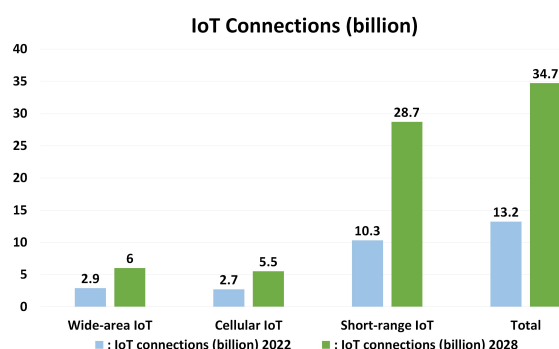 IoT Connections (billion)
40
35
30
25
20
15
10
5
0
2.9
6
2.7
5.5
10.3
28.7
13.2
34.7
Wide-area IoT
Cellular IoT
Short-range IoT
Total
: IoT connections (billion) 2022
: IoT connections (billion) 2028